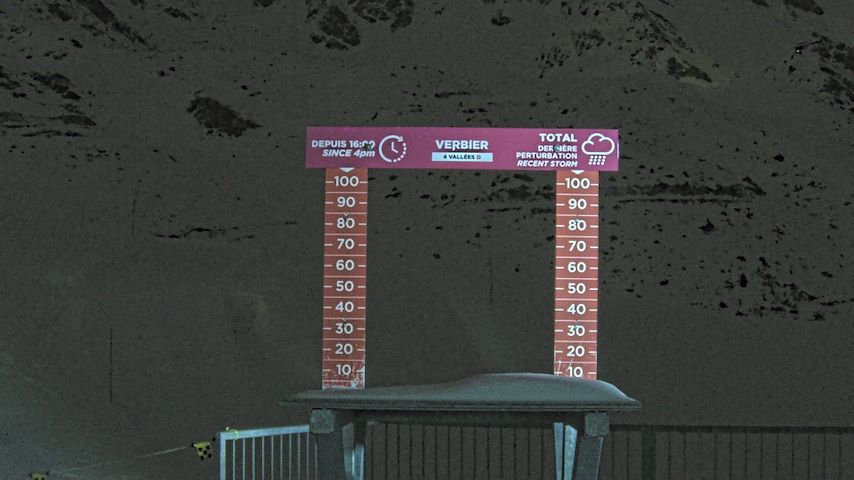 DEPUIS 16:00
SINCE 4pm
VERBIER
4 VALLÉES
TOTAL
DERNIÈRE
PERTURBATION
RECENT STORM
100
90
80
70
60
50
40
30
20
10
100
90
80
70
60
50
40
30
20
10